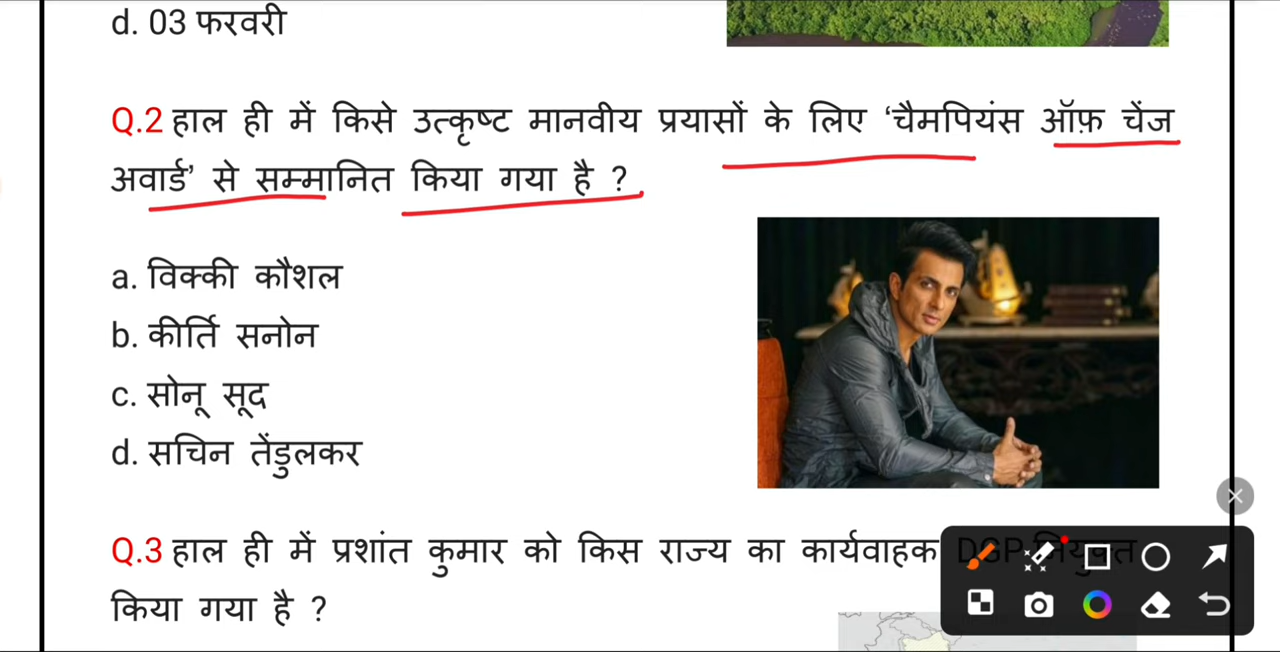 d. 03 फरवरी
Q.2 हाल ही में किसे उत्कृष्ट मानवीय प्रयासों के लिए ‘चैमपियंस ऑफ़ चेंज
अवार्ड’ से सम्मानित किया गया है ?
a. विक्की कौशल
b. कीर्ति सनोन
c. सोनू सूद
d. सचिन तेंडुलकर
Q.3 हाल ही में प्रशांत कुमार को किस राज्य का कार्यवाहक DGP नियुक्त
किया गया है ?